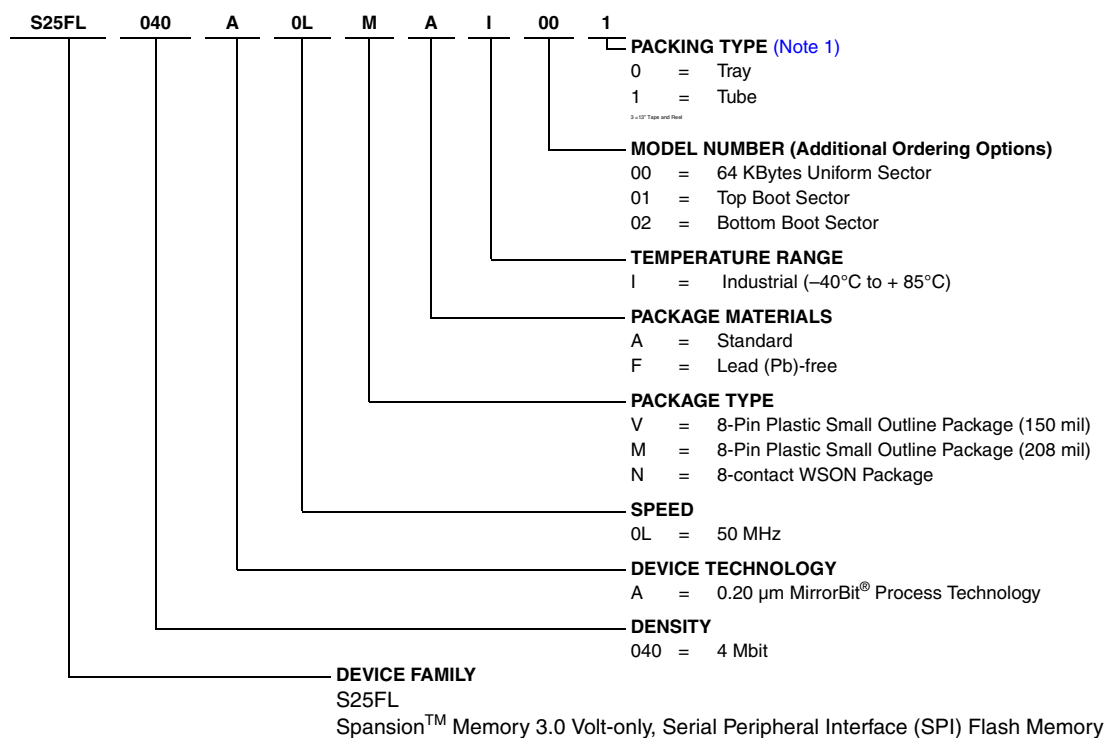 S25FL 040 A 0L M A I 00 1
PACKING TYPE (Note 1)
0 = Tray
1 = Tube
3 =13" Tape and Reel
MODEL NUMBER (Additional Ordering Options)
00 = 64 KBytes Uniform Sector
01 = Top Boot Sector
02 = Bottom Boot Sector
TEMPERATURE RANGE
I = Industrial (–40°C to + 85°C)
PACKAGE MATERIALS
A = Standard
F = Lead (Pb)-free
PACKAGE TYPE
V = 8-Pin Plastic Small Outline Package (150 mil)
M = 8-Pin Plastic Small Outline Package (208 mil)
N = 8-contact WSON Package
SPEED
0L = 50 MHz
DEVICE TECHNOLOGY
A = 0.20 µm MirrorBit® Process Technology
DENSITY
040 = 4 Mbit
DEVICE FAMILY
S25FL
Spansion™ Memory 3.0 Volt-only, Serial Peripheral Interface (SPI) Flash Memory